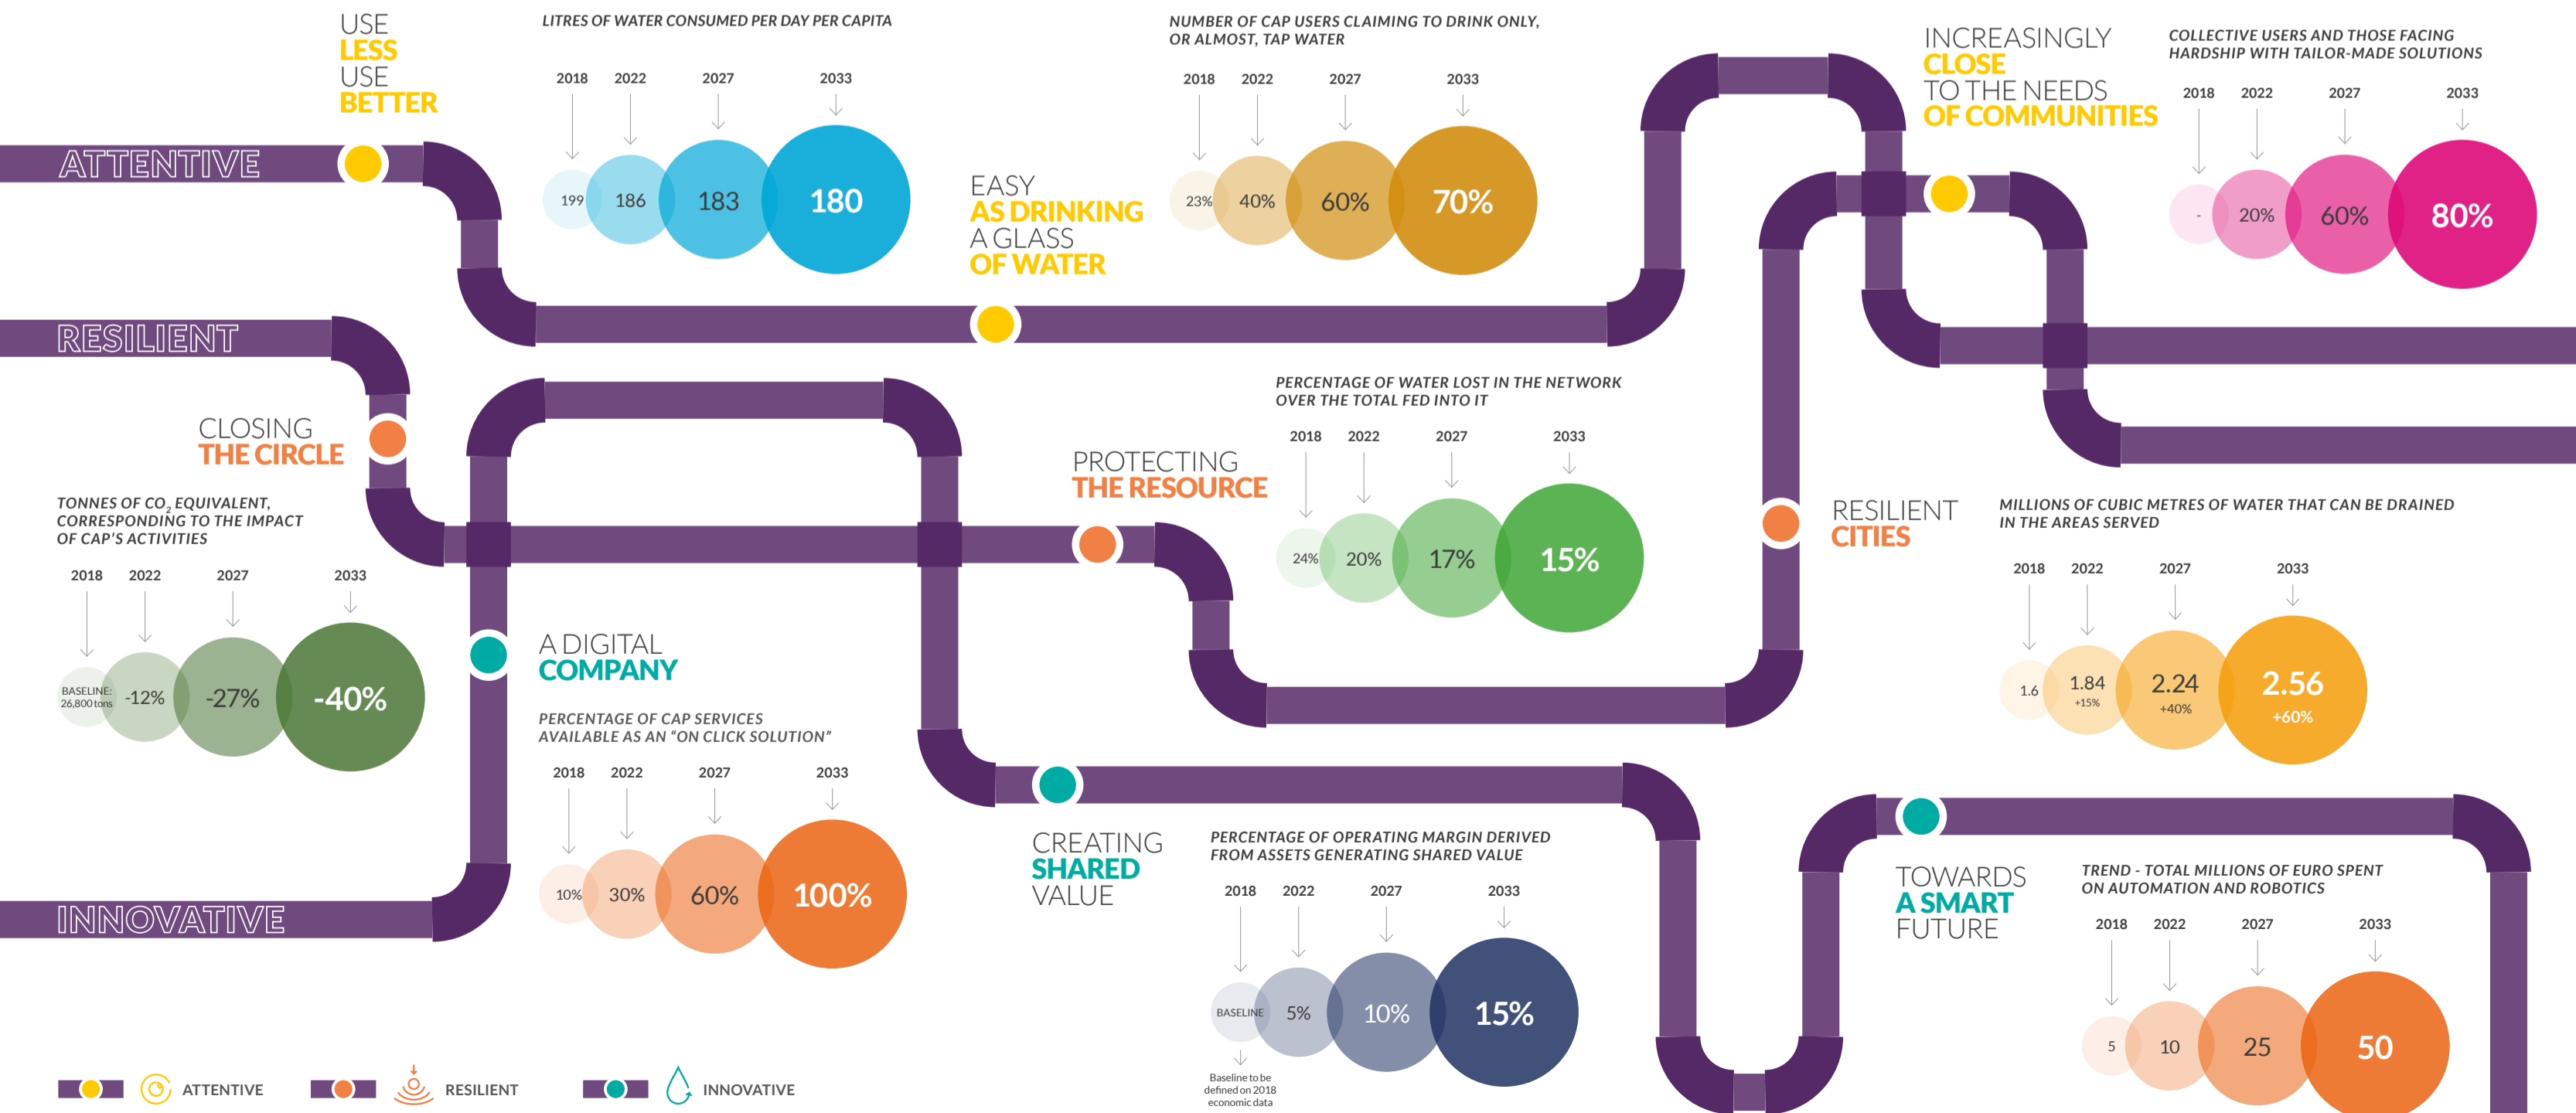 USE
LESS
USE
BETTER
LITRES OF WATER CONSUMED PER DAY PER CAPITA
2018 2022 2027 2033
199 186 183 180
EASY
AS DRINKING
A GLASS
OF WATER
NUMBER OF CAP USERS CLAIMING TO DRINK ONLY,
OR ALMOST, TAP WATER
2018 2022 2027 2033
23% 40% 60% 70%
INCREASINGLY
CLOSE
TO THE NEEDS
OF COMMUNITIES
COLLECTIVE USERS AND THOSE FACING
HARDSHIP WITH TAILOR-MADE SOLUTIONS
2018 2022 2027 2033
- 20% 60% 80%
ATTENTIVE
RESILIENT
CLOSING
THE CIRCLE
TONNES OF CO2 EQUIVALENT,
CORRESPONDING TO THE IMPACT
OF CAP'S ACTIVITIES
2018 2022 2027 2033
BASELINE:
26,800 tons
-12% -27% -40%
PROTECTING
THE RESOURCE
PERCENTAGE OF WATER LOST IN THE NETWORK
OVER THE TOTAL FED INTO IT
2018 2022 2027 2033
24% 20% 17% 15%
RESILIENT
CITIES
MILLIONS OF CUBIC METRES OF WATER THAT CAN BE DRAINED
IN THE AREAS SERVED
2018 2022 2027 2033
1.6 1.84 2.24 2.56
+15% +40% +60%
A DIGITAL
COMPANY
PERCENTAGE OF CAP SERVICES
AVAILABLE AS AN “ON CLICK SOLUTION”
2018 2022 2027 2033
10% 30% 60% 100%
INNOVATIVE
CREATING
SHARED
VALUE
PERCENTAGE OF OPERATING MARGIN DERIVED
FROM ASSETS GENERATING SHARED VALUE
2018 2022 2027 2033
BASELINE 5% 10% 15%
Baseline to be
defined on 2018
economic data
TOWARDS
A SMART
FUTURE
TREND - TOTAL MILLIONS OF EURO SPENT
ON AUTOMATION AND ROBOTICS
2018 2022 2027 2033
5 10 25 50
ATTENTIVE RESILIENT INNOVATIVE